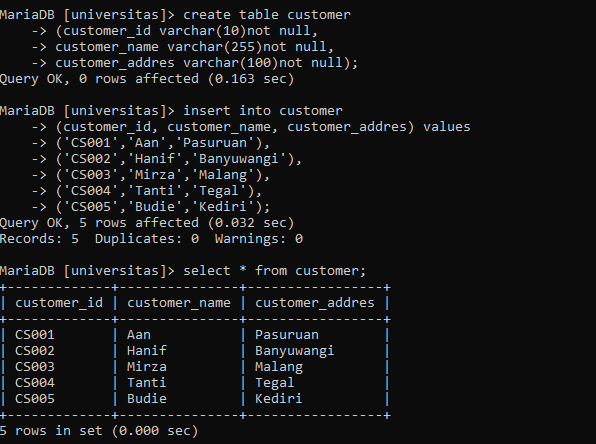 MariaDB [universitas]> create table customer
    -> (customer_id varchar(10)not null,
    -> customer_name varchar(255)not null,
    -> customer_addres varchar(100)not null);
Query OK, 0 rows affected (0.163 sec)

MariaDB [universitas]> insert into customer
    -> (customer_id, customer_name, customer_addres) values
    -> ('CS001','Aan','Pasuruan'),
    -> ('CS002','Hanif','Banyuwangi'),
    -> ('CS003','Mirza','Malang'),
    -> ('CS004','Tanti','Tegal'),
    -> ('CS005','Budie','Kediri');
Query OK, 5 rows affected (0.032 sec)
Records: 5  Duplicates: 0  Warnings: 0

MariaDB [universitas]> select * from customer;
+-------------+---------------+-----------------+
| customer_id | customer_name | customer_addres |
+-------------+---------------+-----------------+
| CS001       | Aan           | Pasuruan        |
| CS002       | Hanif         | Banyuwangi      |
| CS003       | Mirza         | Malang          |
| CS004       | Tanti         | Tegal           |
| CS005       | Budie         | Kediri          |
+-------------+---------------+-----------------+
5 rows in set (0.000 sec)